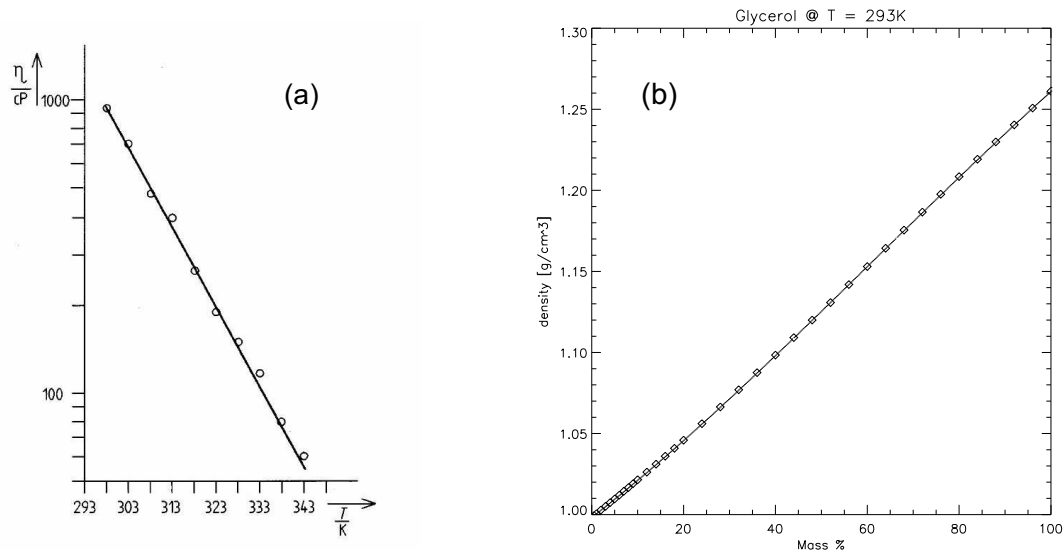 η
cP
(a)
1000
100
293 303 313 323 333 343
T
K
Glycerol @ T = 293K
(b)
density [g/cm^3]
1.30
1.25
1.20
1.15
1.10
1.05
1.00
0 20 40 60 80 100
Mass %